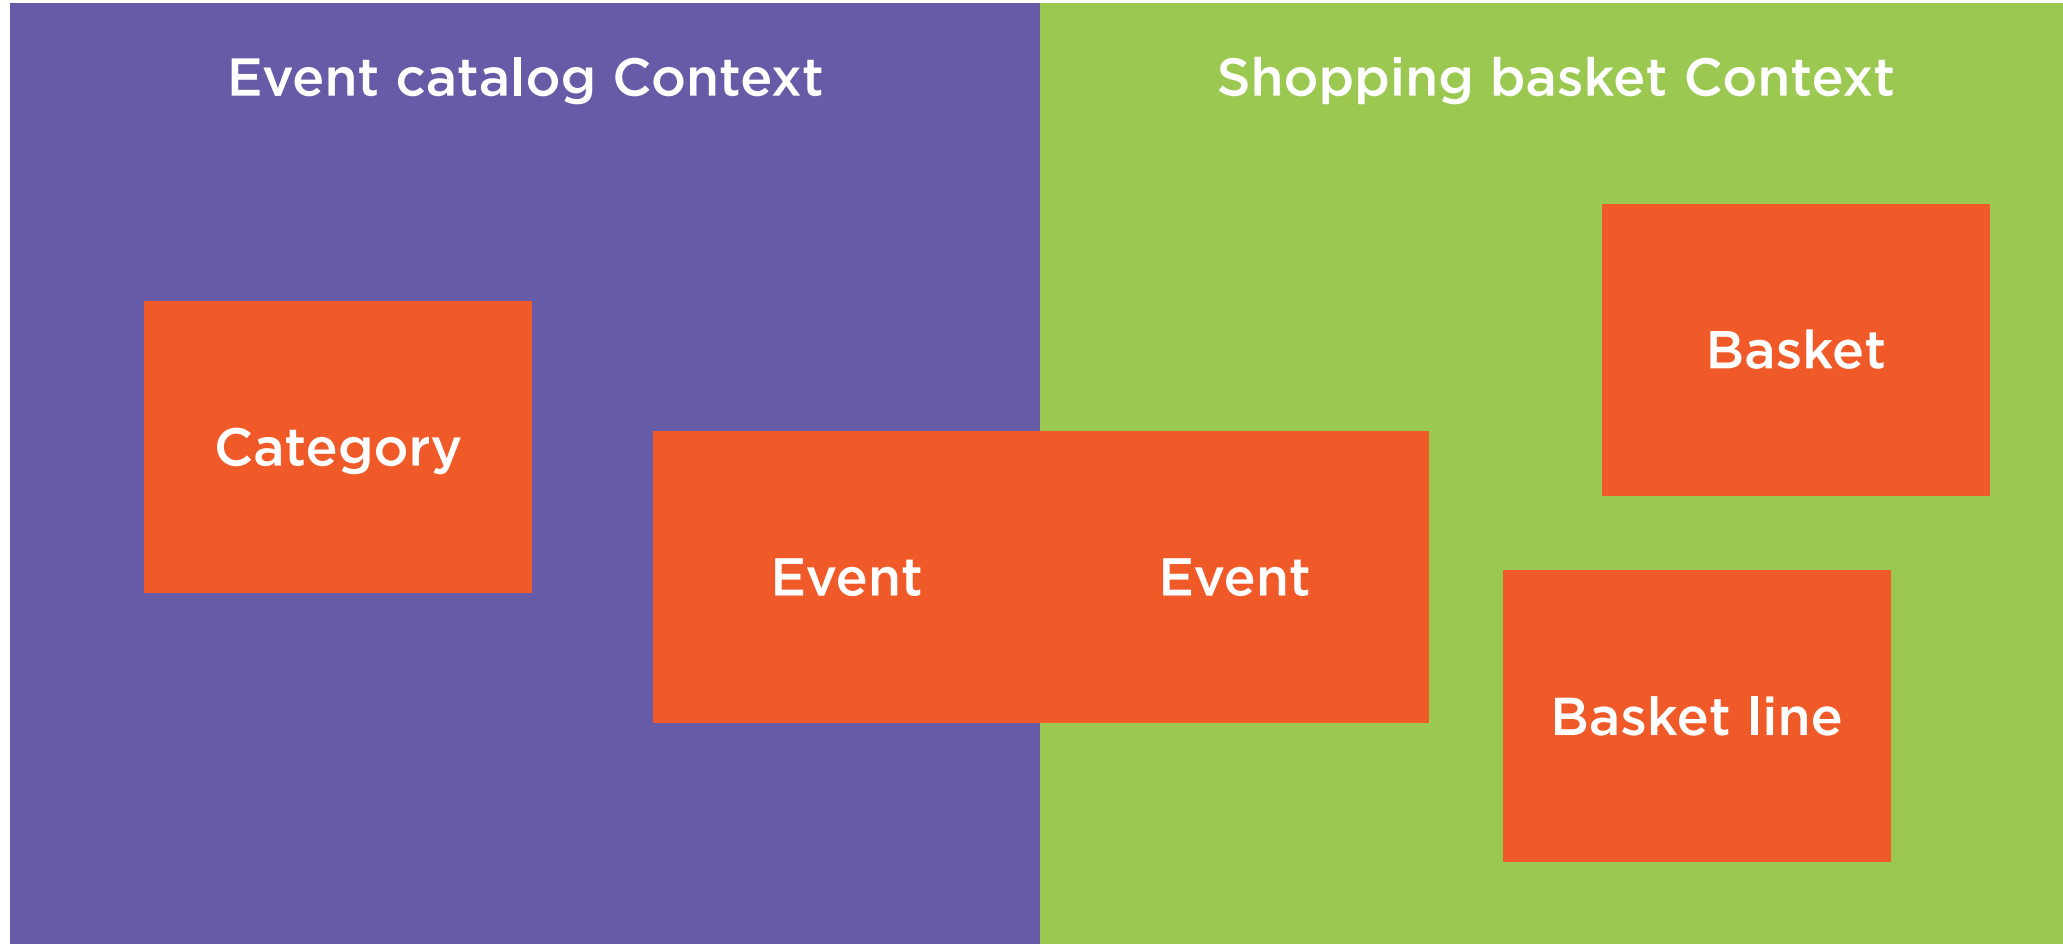 Event catalog Context
Shopping basket Context
Category
Event
Event
Basket
Basket line